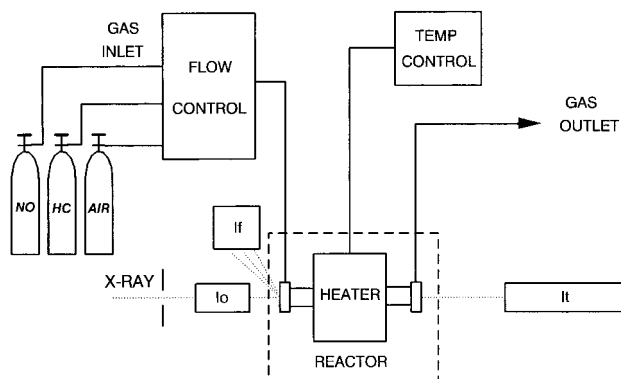 GAS
INLET
FLOW
CONTROL
TEMP
CONTROL
GAS
OUTLET
NO
HC
AIR
If
X-RAY
Io
HEATER
It
REACTOR